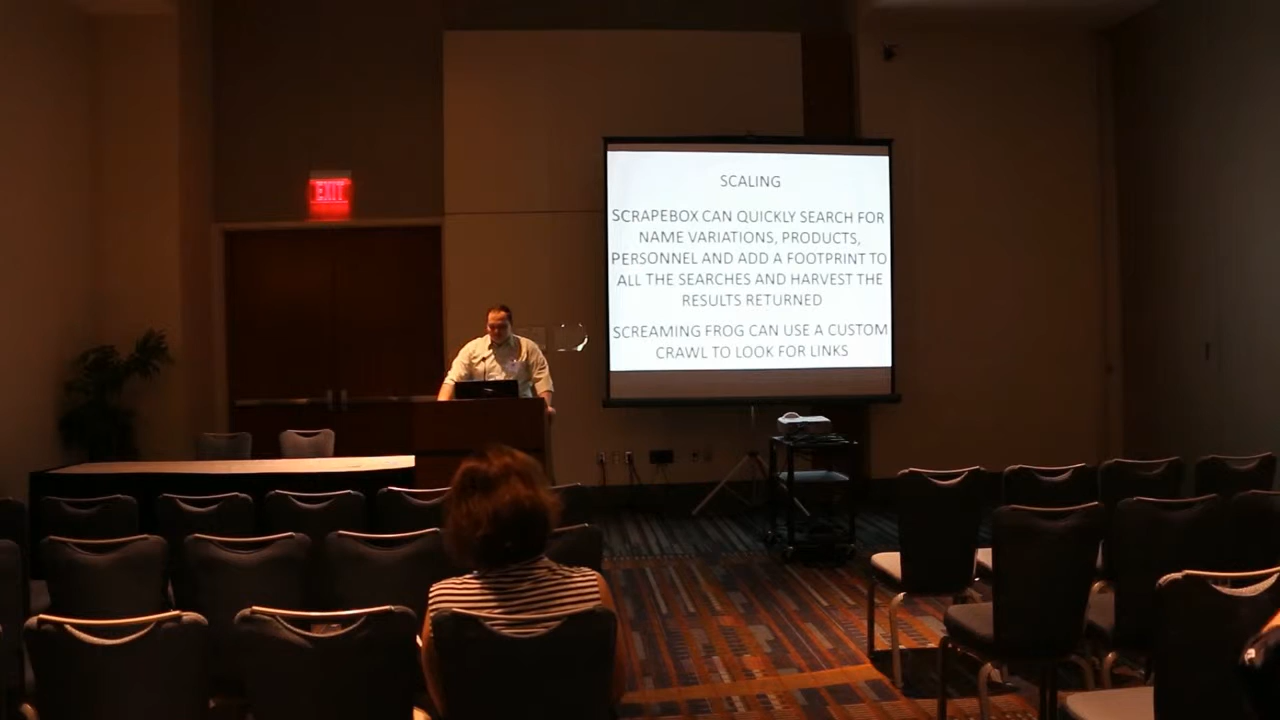 EXIT
SCALING
SCRAPEBOX CAN QUICKLY SEARCH FOR
NAME VARIATIONS, PRODUCTS,
PERSONNEL AND ADD A FOOTPRINT TO
ALL THE SEARCHES AND HARVEST THE
RESULTS RETURNED
SCREAMING FROG CAN USE A CUSTOM
CRAWL TO LOOK FOR LINKS